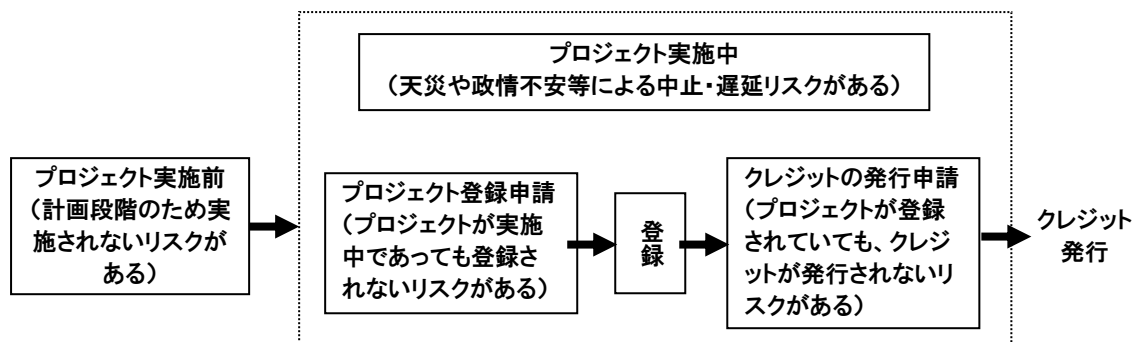 プロジェクト実施中
(天災や政情不安等による中止・遅延リスクがある)
プロジェクト実施前
(計画段階のため実
施されないリスクが
ある)
プロジェクト登録申請
(プロジェクトが実施
中であっても登録さ
れないリスクがある)
登
録
クレジットの発行申請
(プロジェクトが登録
されていても、クレジ
ットが発行されないリ
スクがある)
クレジット
発行